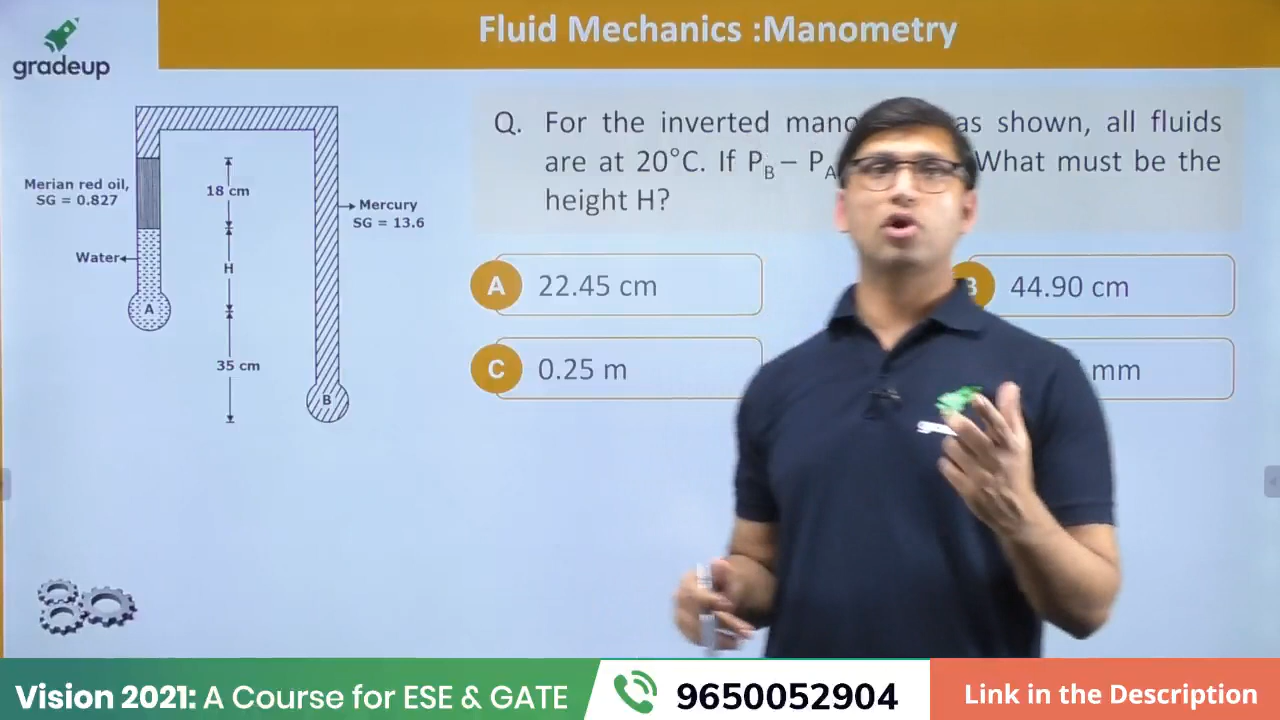 Fluid Mechanics :Manometry
gradeup
Q. For the inverted as shown, all fluids
are at 20°C. If PB – PA What must be the
height H?
Merian red oil,
SG = 0.827
18 cm
Mercury
SG = 13.6
Water
H
A
35 cm
B
A 22.45 cm
B 44.90 cm
C 0.25 m
mm
Vision 2021: A Course for ESE & GATE
9650052904
Link in the Description